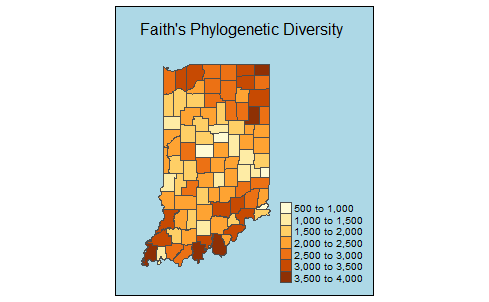 Faith's Phylogenetic Diversity
500 to 1,000
1,000 to 1,500
1,500 to 2,000
2,000 to 2,500
2,500 to 3,000
3,000 to 3,500
3,500 to 4,000